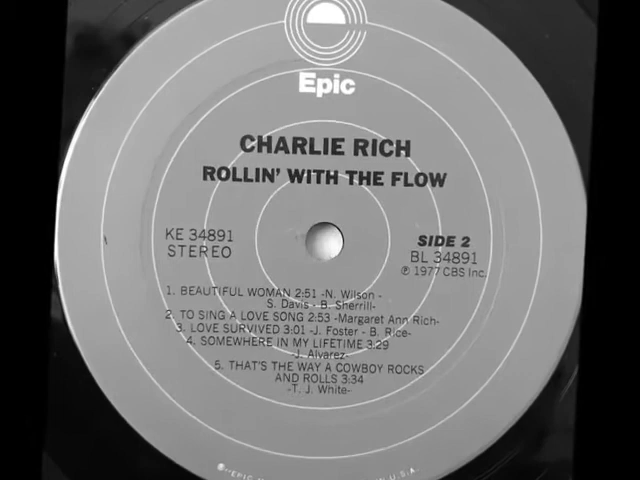 Epic
CHARLIE RICH
ROLLIN' WITH THE FLOW
KE 34891
STEREO
SIDE 2
BL 34891
℗ 1977 CBS Inc.
1. BEAUTIFUL WOMAN 2:51 -N. Wilson -
S. Davis - B. Sherrill-
2. TO SING A LOVE SONG 2:53 -Margaret Ann Rich-
3. LOVE SURVIVED 3:01 -J. Foster - B. Rice-
4. SOMEWHERE IN MY LIFETIME 3:29
-J. Alvarez-
5. THAT'S THE WAY A COWBOY ROCKS
AND ROLLS 3:34
-T. J. White-
"EPIC
IN U.S.A.